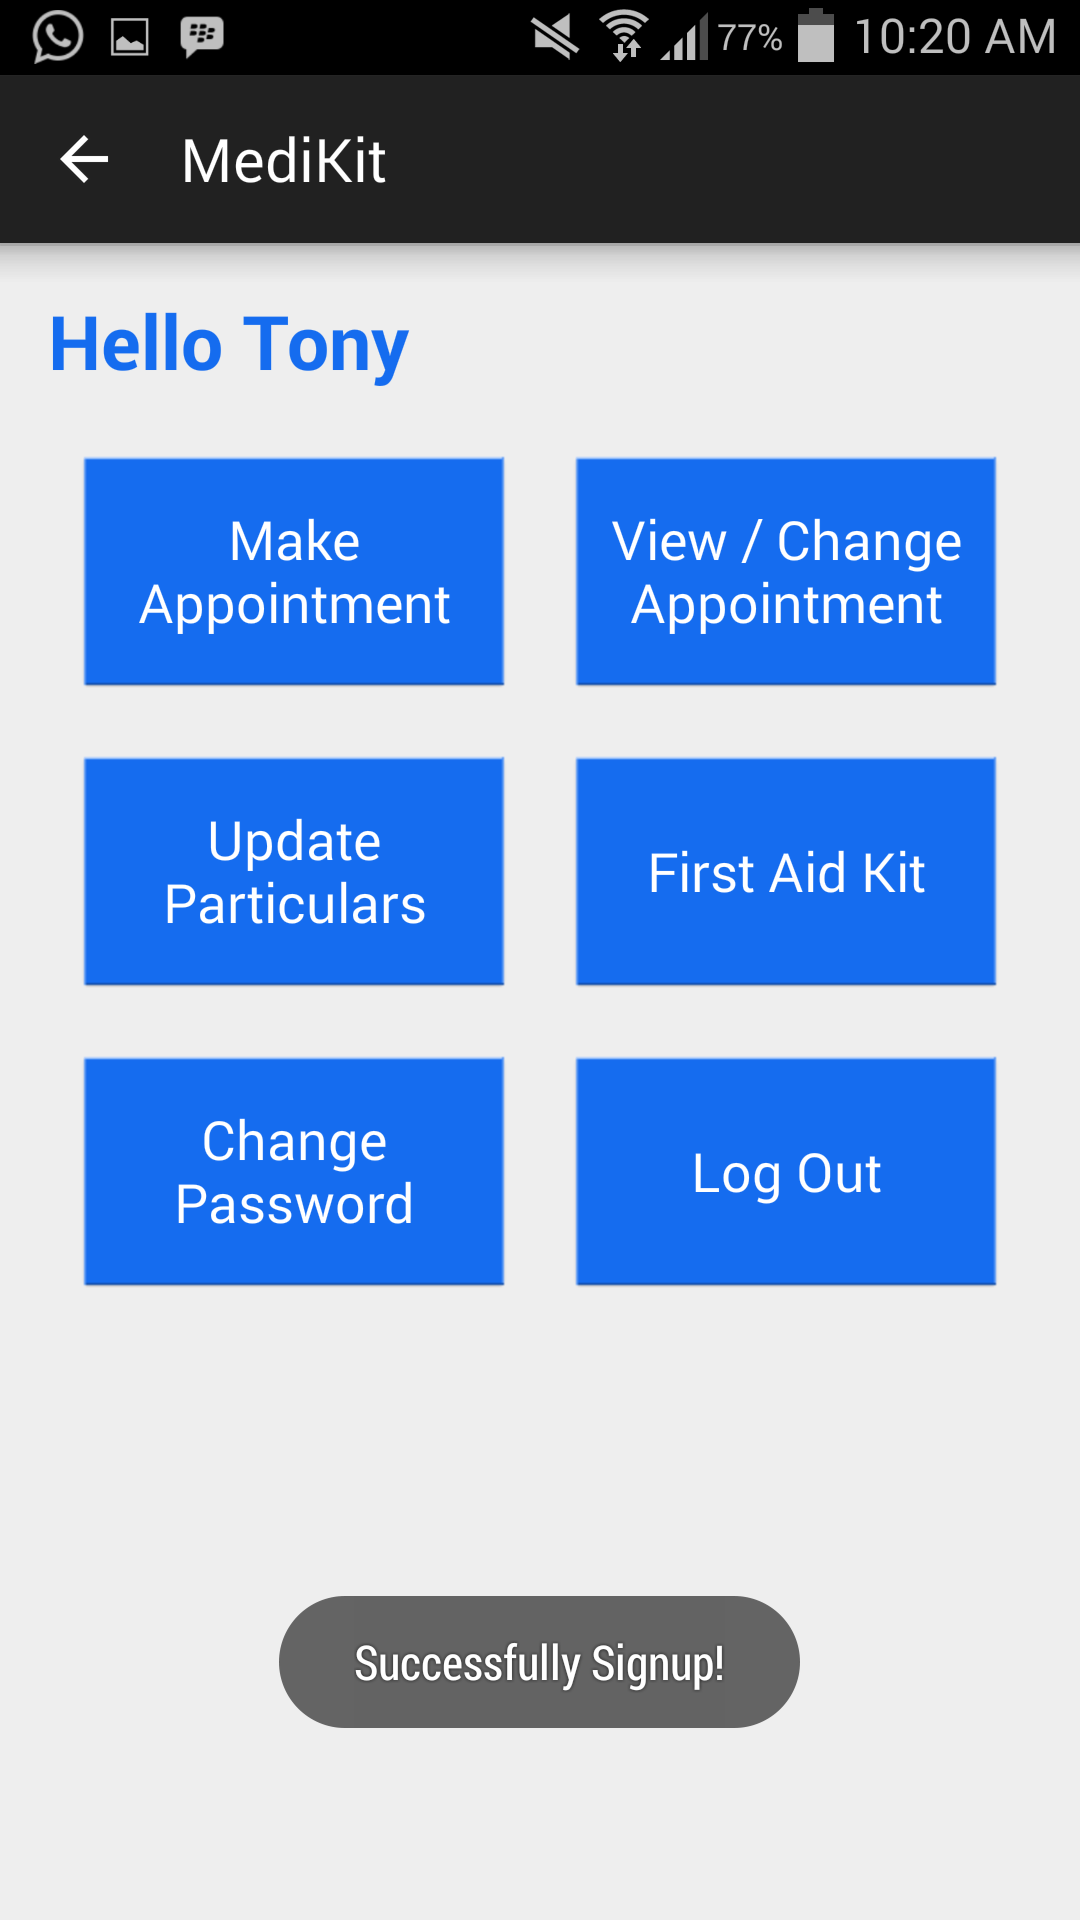 77% 10:20 AM
MediKit
Hello Tony
Make
Appointment
View / Change
Appointment
Update
Particulars
First Aid Kit
Change
Password
Log Out
Successfully Signup!